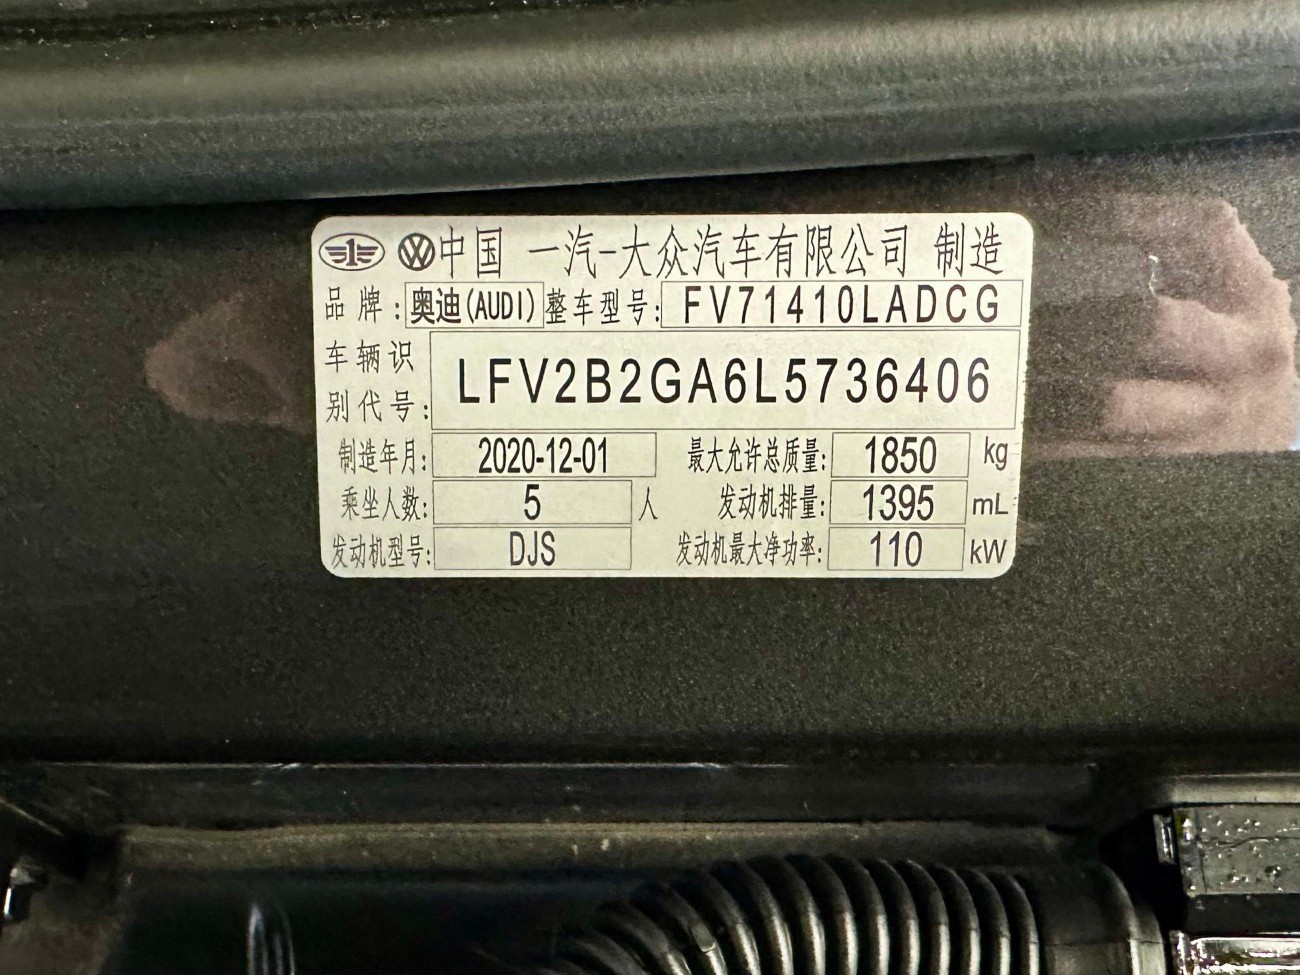 中国 一汽-大众汽车有限公司 制造
品牌: 奥迪(AUDI) 整车型号: FV71410LADCG
车辆识别代号: LFV2B2GA6L5736406
制造年月: 2020-12-01 最大允许总质量: 1850 kg
乘坐人数: 5 人 发动机排量: 1395 mL
发动机型号: DJS 发动机最大净功率: 110 kW